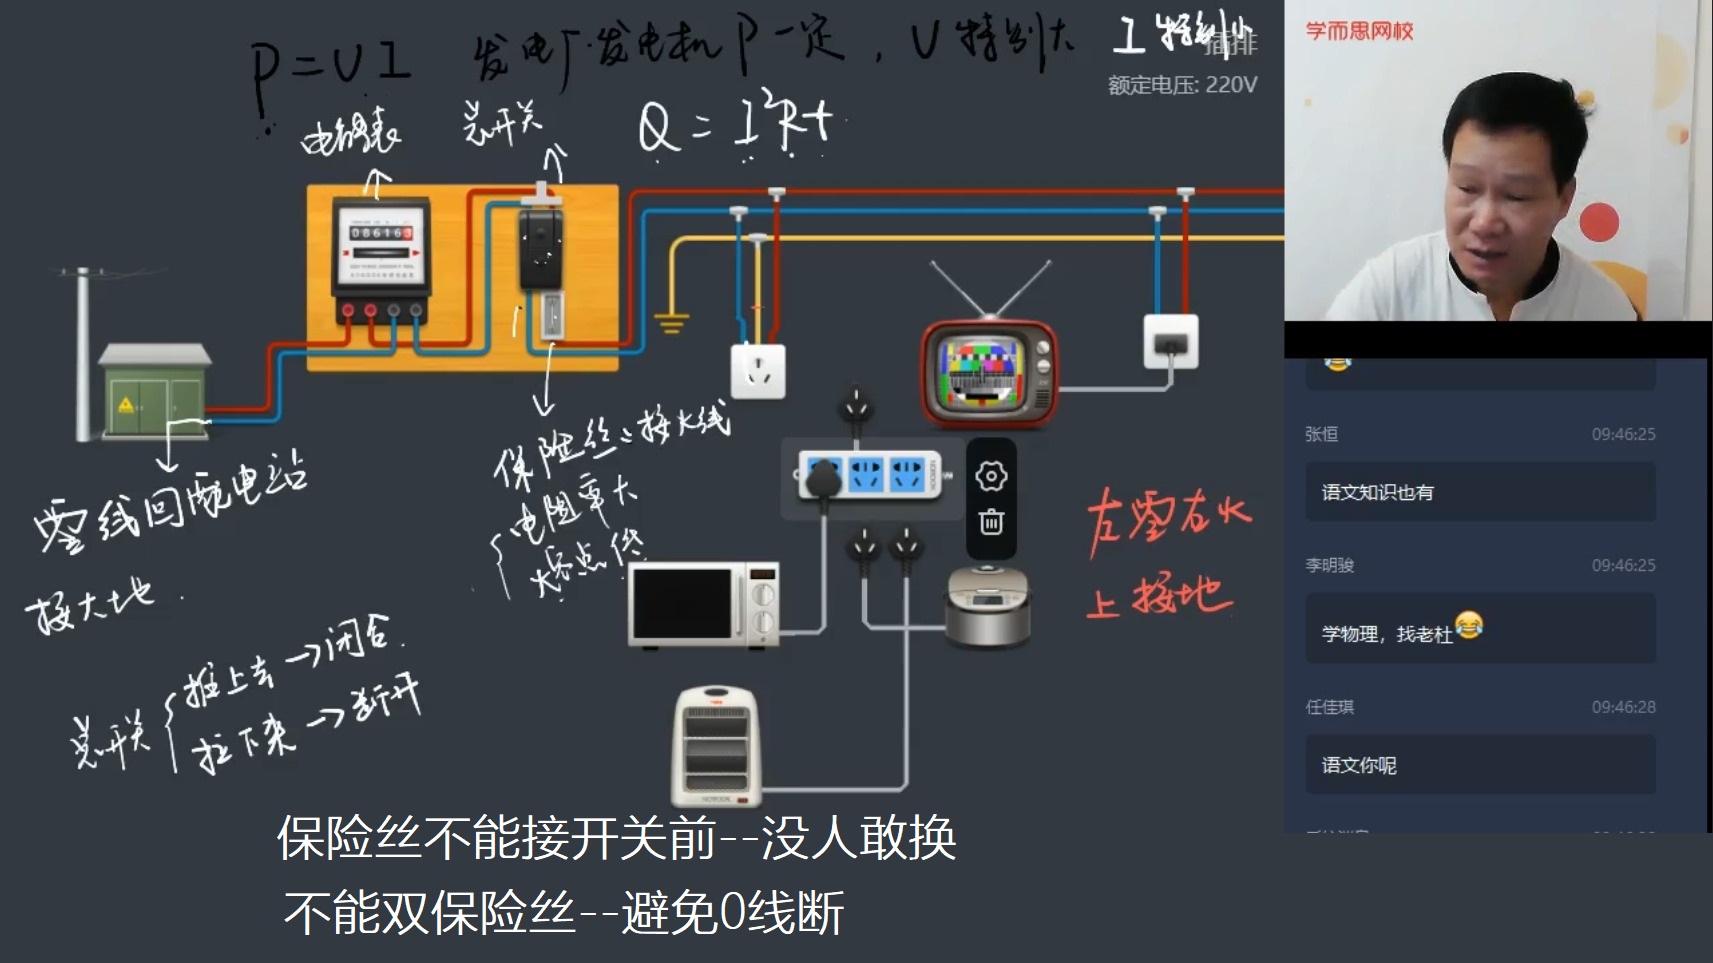 P=UI 发电厂.发电机P一定,U特别大 I特别小
插排
额定电压: 220V
电能表
总开关
Q=I²Rt
086163
保险丝:接火线
电阻率大
熔点低
零线回配电站
接大地.
总开关
推上去→闭合.
拉下来→断开
左零右火
上接地
保险丝不能接开关前--没人敢换
不能双保险丝--避免0线断
学而思网校
张恒 09:46:25
语文知识也有
李明骏 09:46:25
学物理，找老杜😂
任佳琪 09:46:28
语文你呢